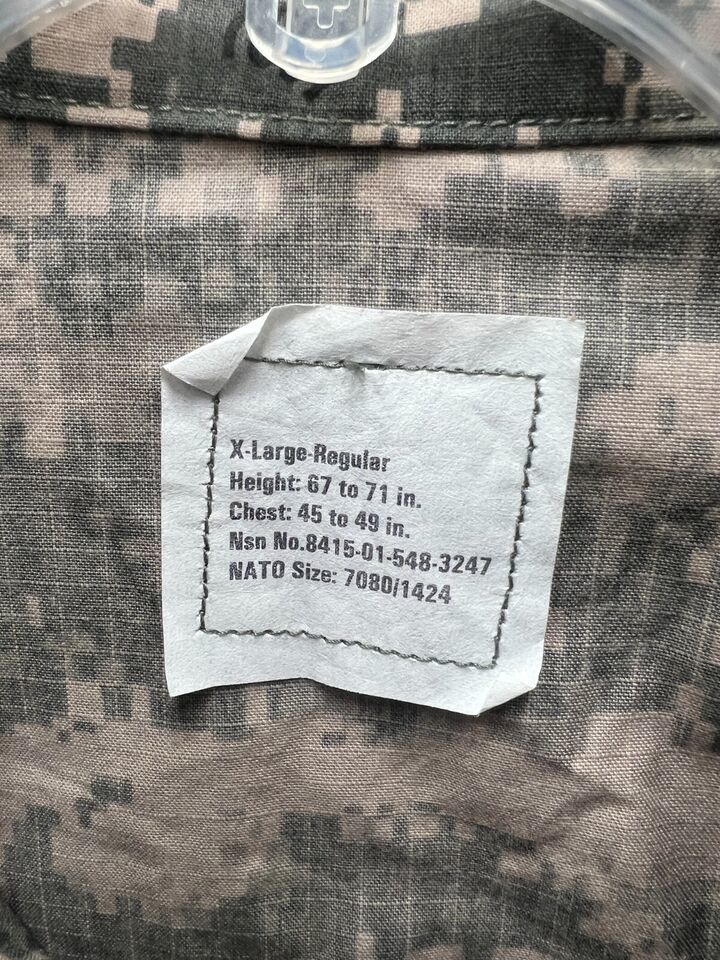 X-Large-Regular
Height: 67 to 71 in.
Chest: 45 to 49 in.
Nsn No.8415-01-548-3247
NATO Size: 7080/1424